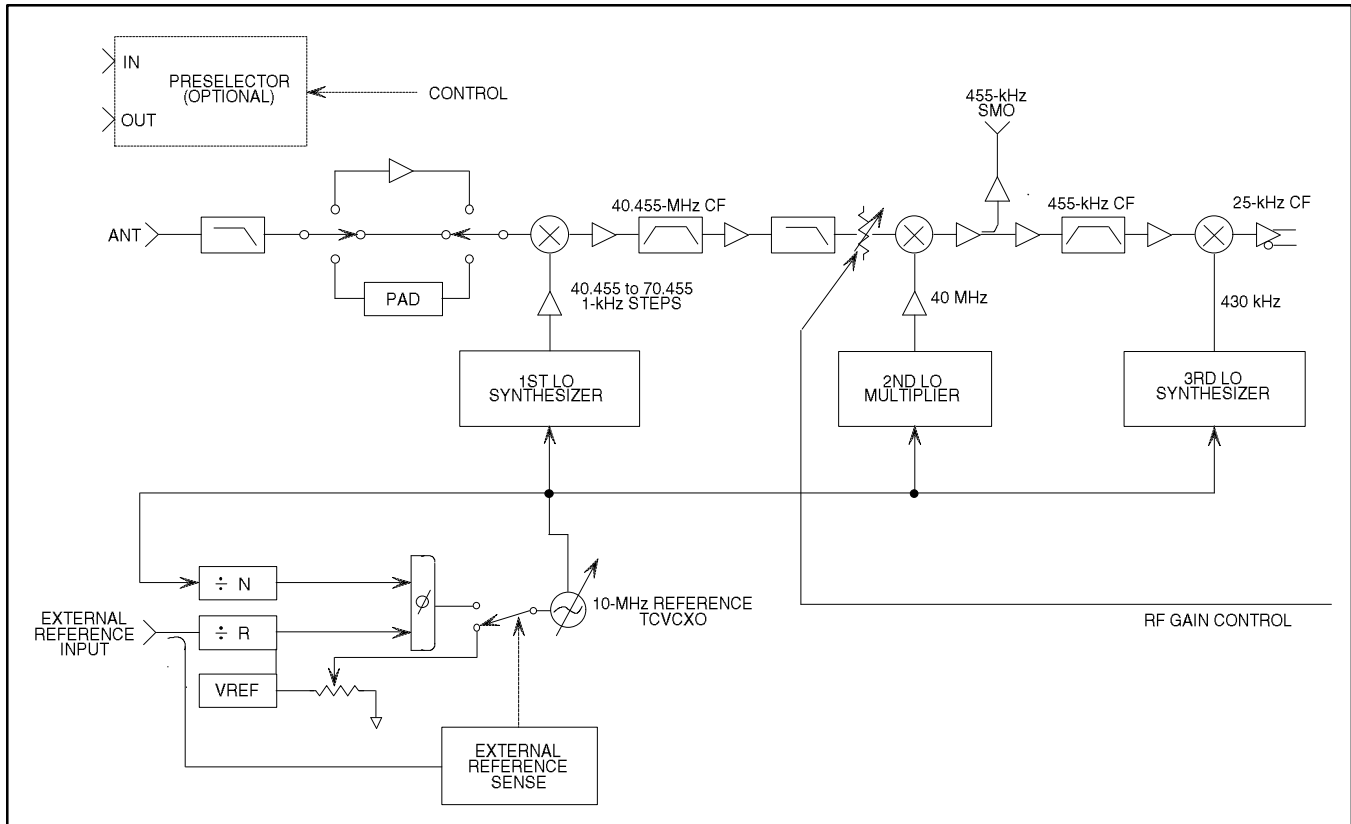 IN
PRESELECTOR
(OPTIONAL)
OUT
CONTROL
455-kHz
SMO
ANT
PAD
40.455-MHz CF
455-kHz CF
25-kHz CF
40.455 to 70.455
1-kHz STEPS
40 MHz
430 kHz
1ST LO
SYNTHESIZER
2ND LO
MULTIPLIER
3RD LO
SYNTHESIZER
÷ N
÷ R
VREF
ϕ
EXTERNAL
REFERENCE
INPUT
10-MHz REFERENCE
TCVCXO
RF GAIN CONTROL
EXTERNAL
REFERENCE
SENSE